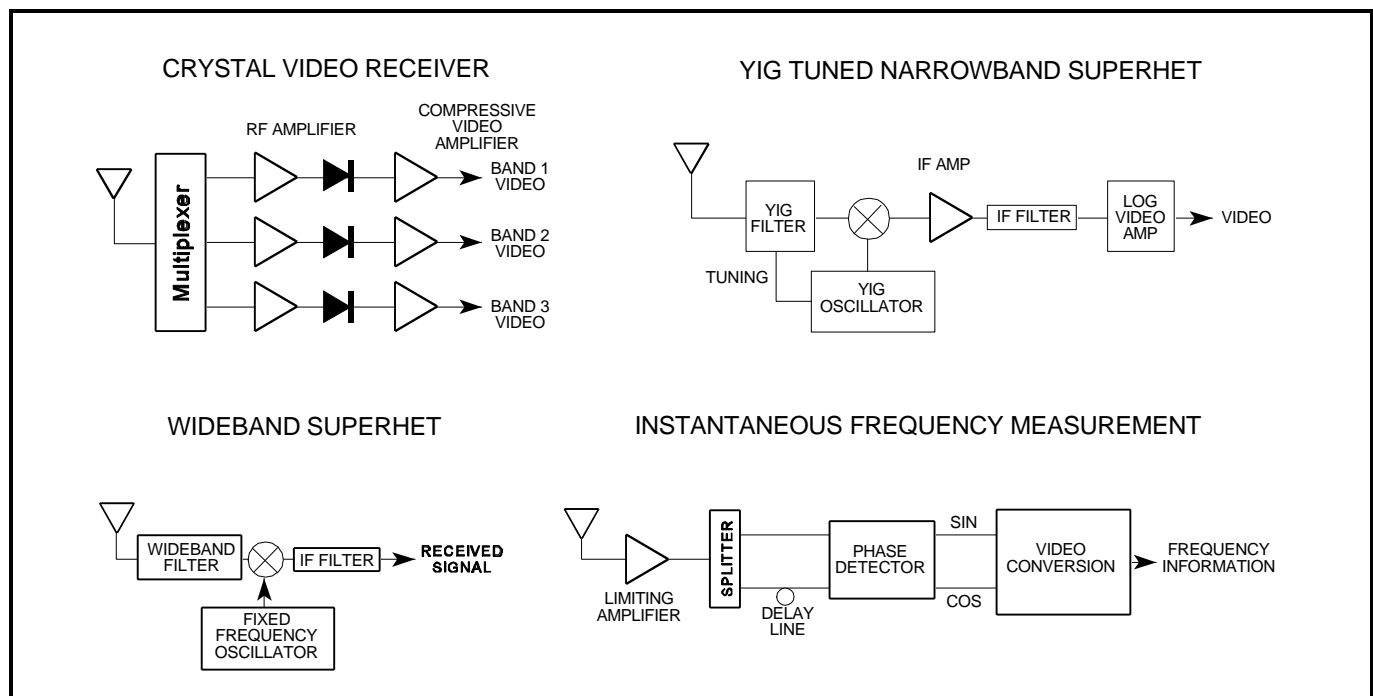 CRYSTAL VIDEO RECEIVER
RF AMPLIFIER
COMPRESSIVE
VIDEO
AMPLIFIER
Multiplexer
BAND 1
VIDEO
BAND 2
VIDEO
BAND 3
VIDEO
YIG TUNED NARROWBAND SUPERHET
IF AMP
YIG
FILTER
IF FILTER
LOG
VIDEO
AMP
VIDEO
TUNING
YIG
OSCILLATOR
WIDEBAND SUPERHET
WIDEBAND
FILTER
IF FILTER
RECEIVED
SIGNAL
FIXED
FREQUENCY
OSCILLATOR
INSTANTANEOUS FREQUENCY MEASUREMENT
LIMITING
AMPLIFIER
SPLITTER
DELAY
LINE
PHASE
DETECTOR
SIN
COS
VIDEO
CONVERSION
FREQUENCY
INFORMATION